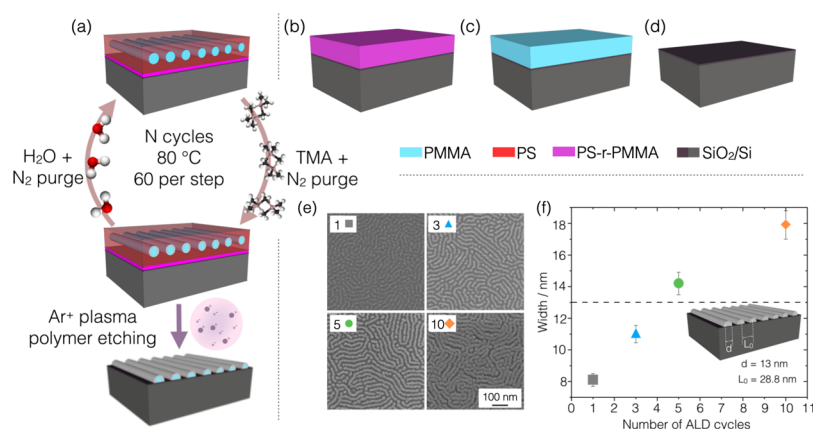 (a)
H₂O +
N₂ purge
N cycles
80 °C
60 per step
TMA +
N₂ purge
Ar⁺ plasma
polymer etching
(b)
(c)
(d)
PMMA
PS
PS-r-PMMA
SiO₂/Si
(e)
1
3
5
10
100 nm
(f)
Width / nm
18
16
14
12
10
8
d
L₀
d = 13 nm
L₀ = 28.8 nm
0 1 2 3 4 5 6 7 8 9 10 11
Number of ALD cycles